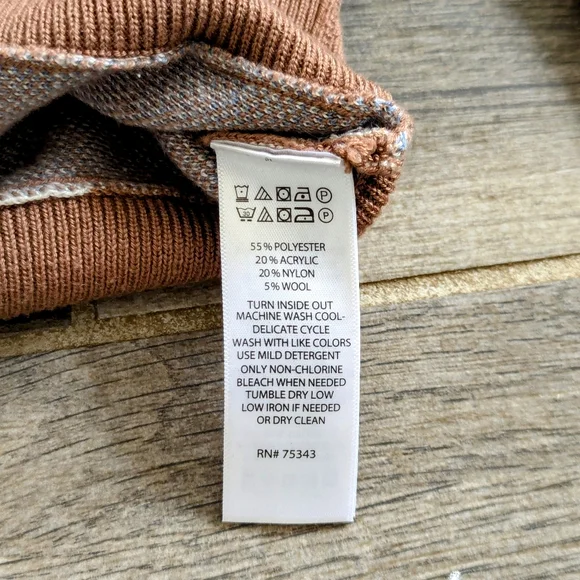 55% POLYESTER
20% ACRYLIC
20% NYLON
5% WOOL
TURN INSIDE OUT
MACHINE WASH COOL-
DELICATE CYCLE
WASH WITH LIKE COLORS
USE MILD DETERGENT
ONLY NON-CHLORINE
BLEACH WHEN NEEDED
TUMBLE DRY LOW
LOW IRON IF NEEDED
OR DRY CLEAN
RN# 75343